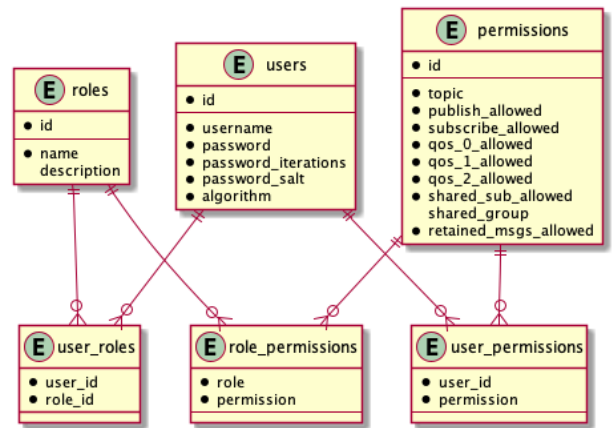 E roles
id
name
description
E users
id
username
password
password_iterations
password_salt
algorithm
E permissions
id
topic
publish_allowed
subscribe_allowed
qos_0_allowed
qos_1_allowed
qos_2_allowed
shared_sub_allowed
shared_group
retained_msgs_allowed
E user_roles
user_id
role_id
E role_permissions
role
permission
E user_permissions
user_id
permission